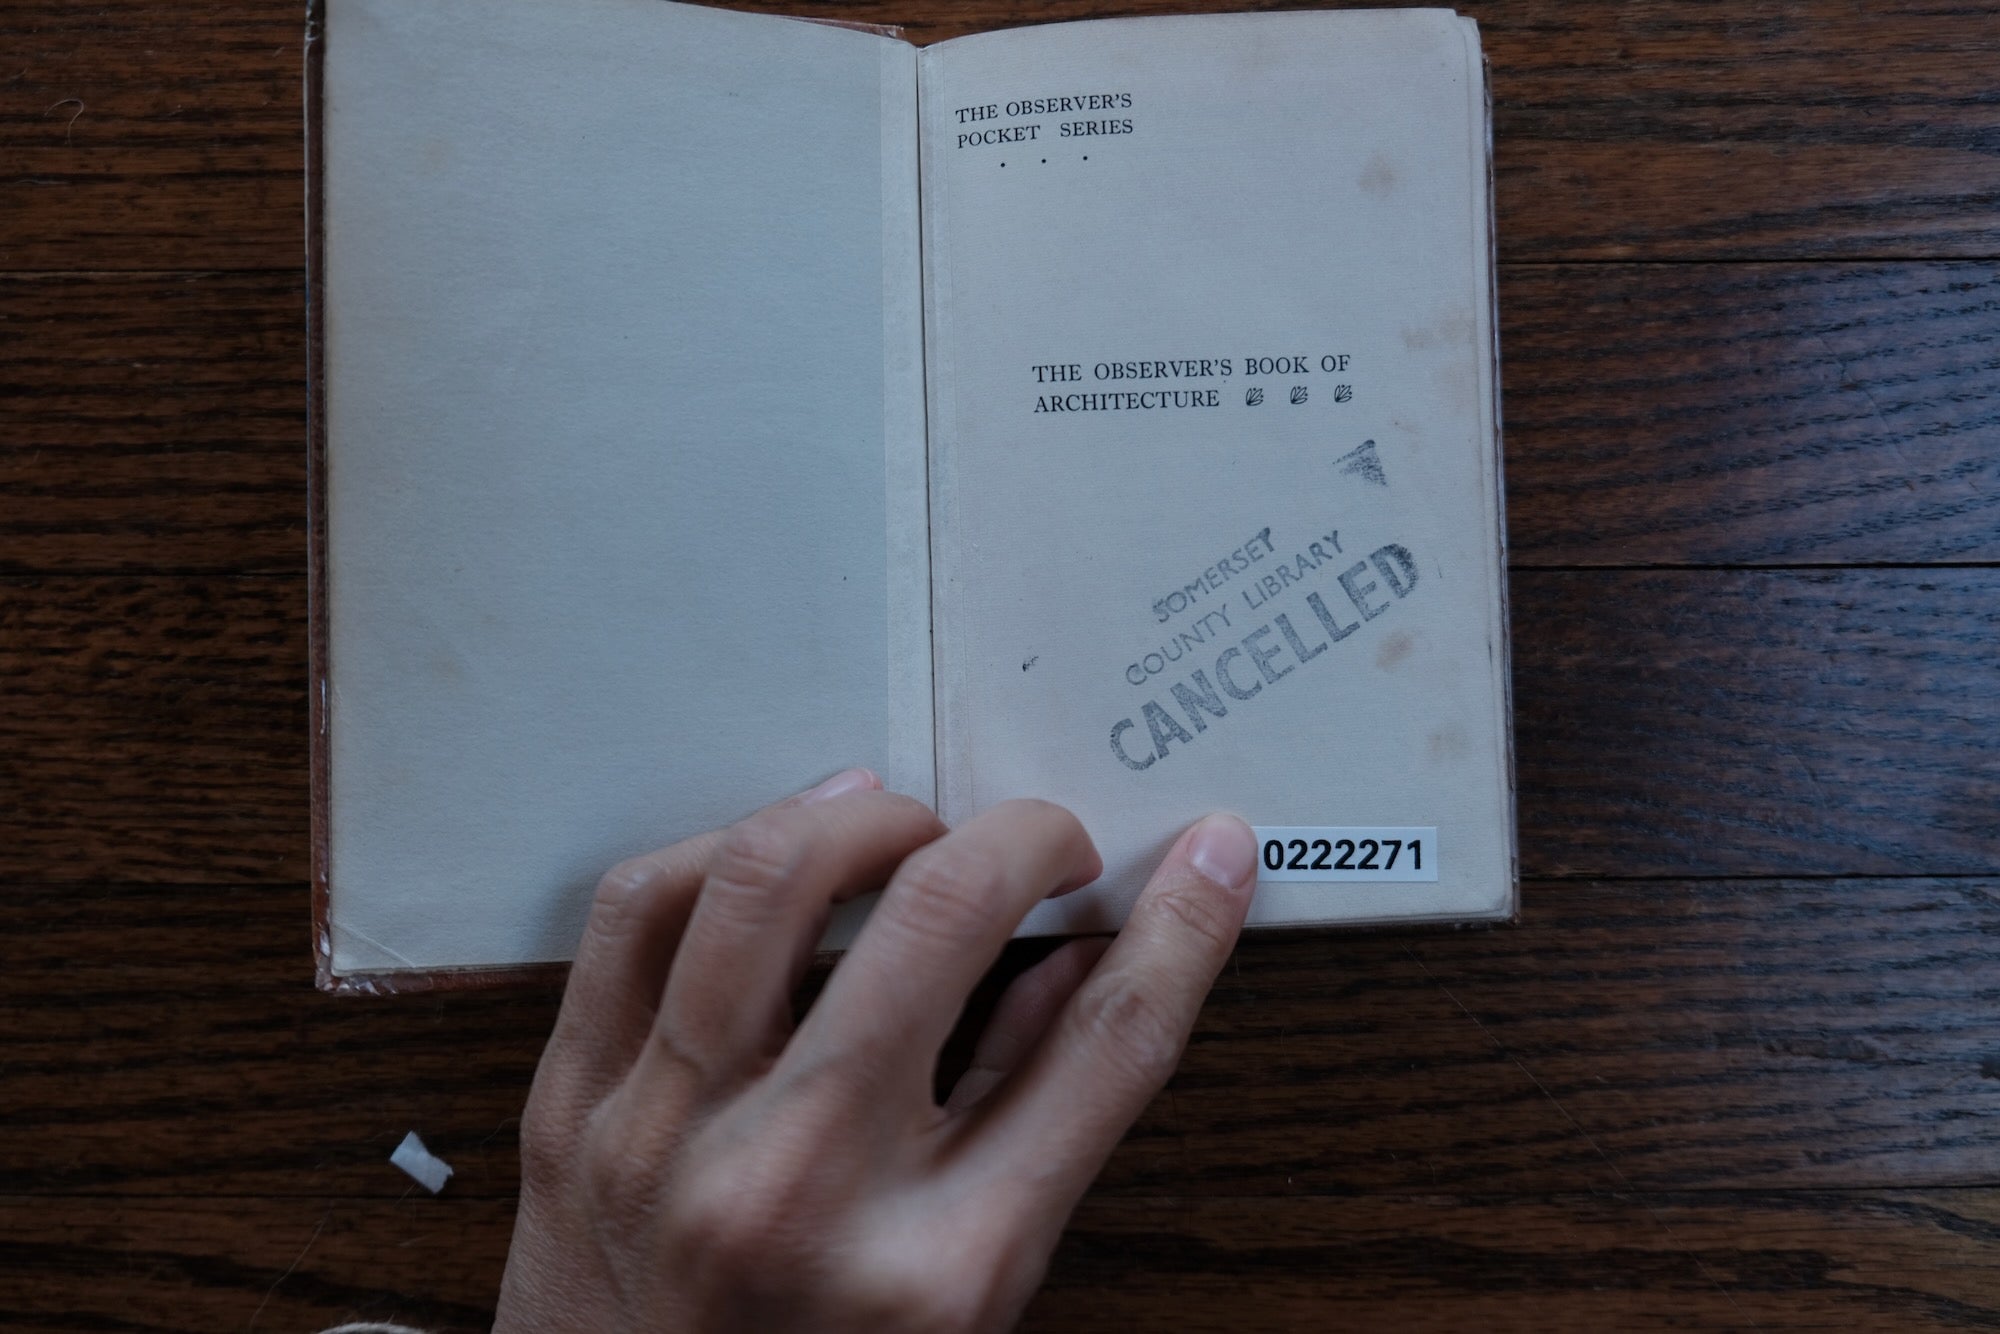 THE OBSERVER'S
POCKET SERIES
THE OBSERVER'S BOOK OF
ARCHITECTURE
SOMERSET
COUNTY LIBRARY
CANCELLED
0222271